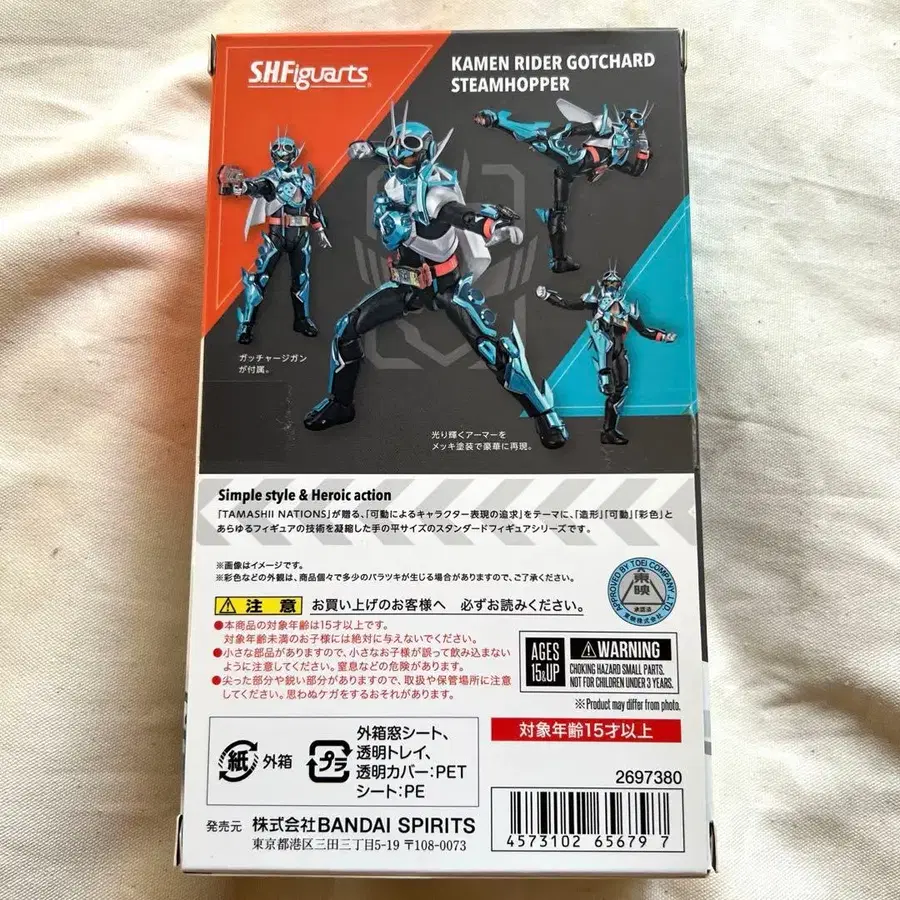 S.H.Figuarts
KAMEN RIDER GOTCHARD
STEAMHOPPER
ガッチャージガン
が付属。
光り輝くアーマーを
メッキ塗装で豪華に再現。
Simple style & Heroic action
「TAMASHII NATIONS」が贈る、「可動によるキャラクター表現の追求」をテーマに、「造形」「可動」「彩色」と
あらゆるフィギュアの技術を凝縮した手の平サイズのスタンダードフィギュアシリーズです。
※画像はイメージです。
※彩色などの外観は、商品個々で多少のバラツキが生じる場合がありますので、ご了承ください。
注意 お買い上げのお客様へ 必ずお読みください。
●本商品の対象年齢は15才以上です。
対象年齢未満のお子様には絶対に与えないでください。
●小さな部品がありますので、小さなお子様が誤って飲み込まない
ように注意してください。窒息などの危険があります。
●尖った部分や鋭い部分がありますので、取扱や保管場所に注意
してください。思わぬケガをするおそれがあります。
APPROVED BY TOEI COMPANY, LTD.
東映
承認済
東映株式会社
AGES
15&UP
WARNING
CHOKING HAZARD SMALL PARTS.
NOT FOR CHILDREN UNDER 3 YEARS.
※Product may differ from photo.
対象年齢15才以上
紙 外箱
プラ
外箱窓シート、
透明トレイ、
透明カバー:PET
シート:PE
2697380
4573102 65679 7
発売元 株式会社BANDAI SPIRITS
東京都港区三田三丁目5-19 〒108-0073